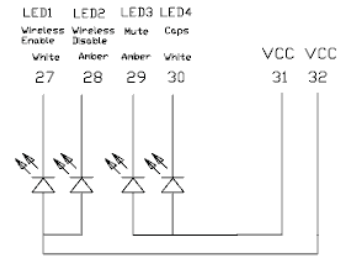 LED1 LED2 LED3 LED4
Wireless Enable Wireless Disable Mute Caps
White Amber Amber White
VCC VCC
27 28 29 30 31 32